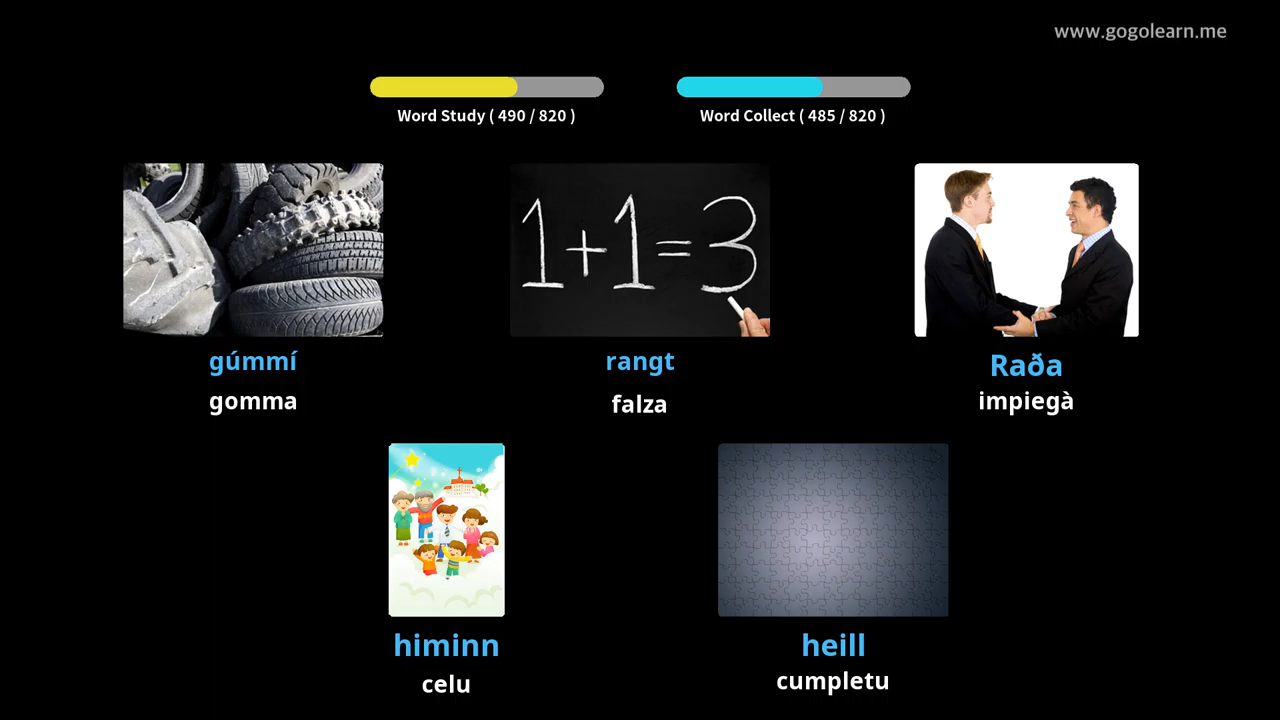 www.gogolearn.me
Word Study ( 490 / 820 )
Word Collect ( 485 / 820 )
1+1=3
gúmmí
gomma
rangt
falza
Raða
impiegà
himinn
celu
heill
cumpletu